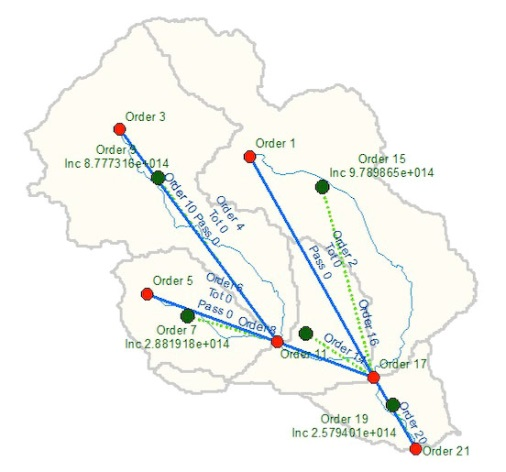 Order 3
Order 9
Inc 8.777316e+014
Order 1
Order 15
Inc 9.789865e+014
Order 10 Pass 0
Order 4
Tot 0
Order 2
Tot 0
Pass 0
Order 5
Order 6
Tot 0
Pass 0
Order 8
Order 7
Inc 2.881918e+014
Order 11
Order 14
Order 16
Order 17
Order 19
Inc 2.579401e+014
Order 20
Order 21